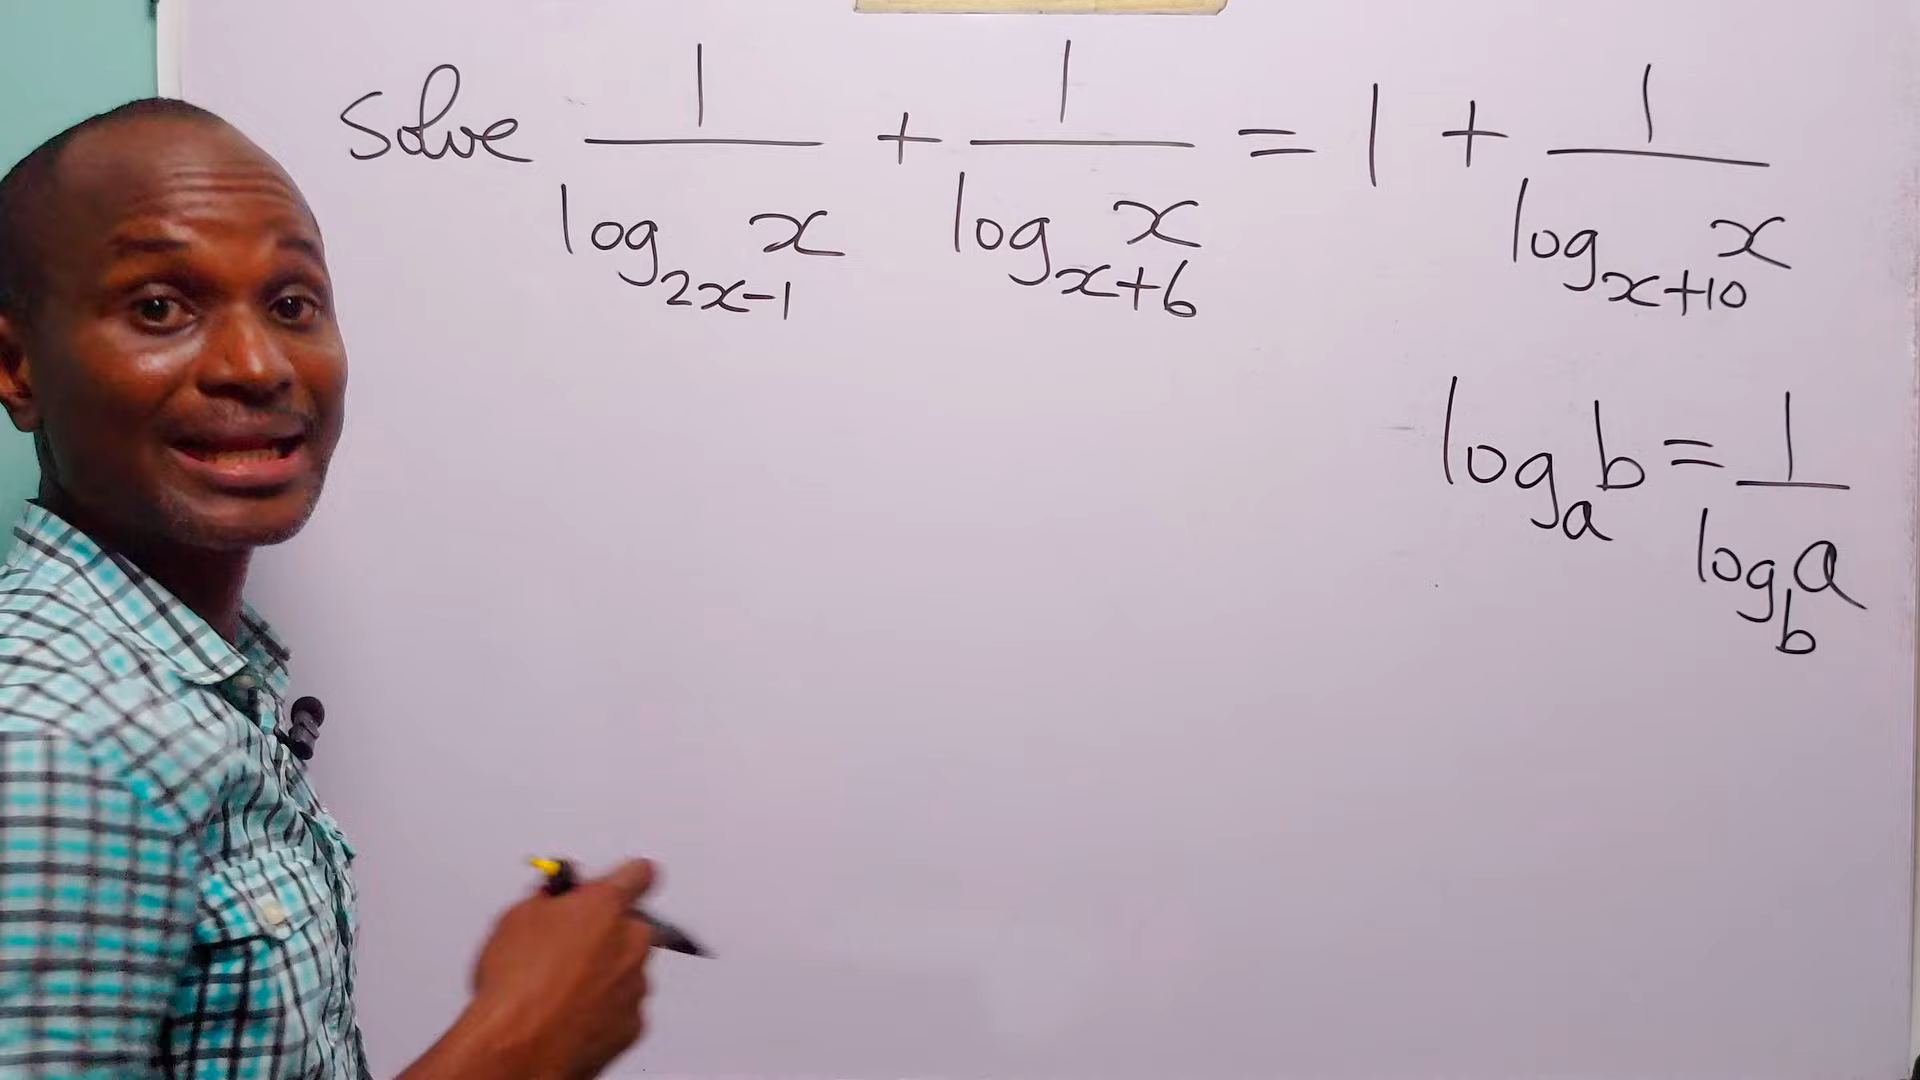 Solve 1/log_{2x-1} x + 1/log_{x+6} x = 1 + 1/log_{x+10} x
log_a b = 1/log_b a